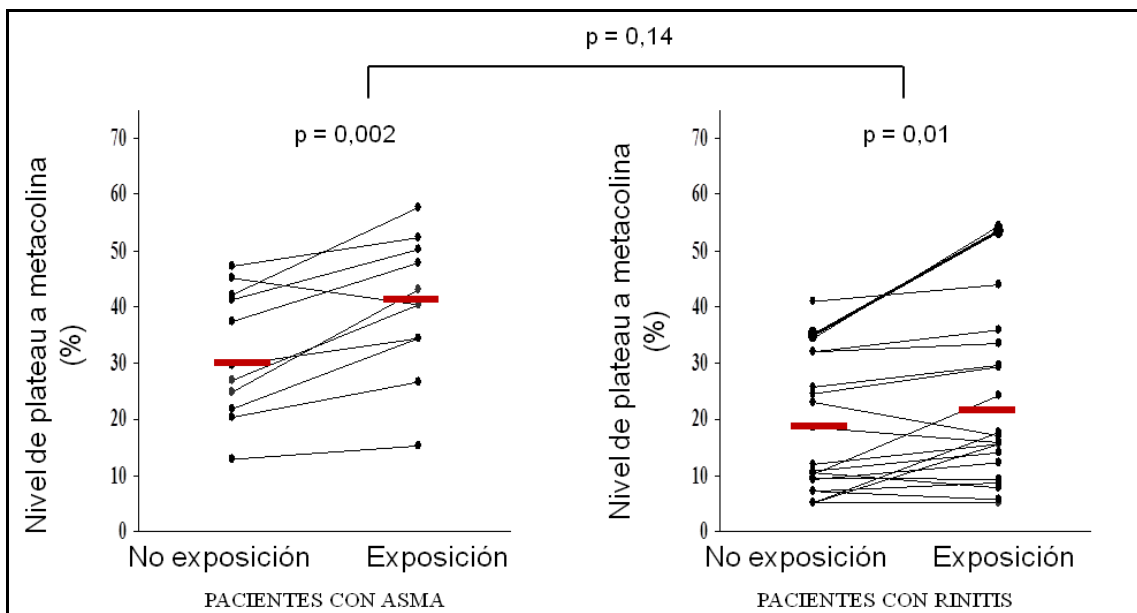 p = 0,14
p = 0,002
Nivel de plateau a metacolina
(%)
70
60
50
40
30
20
10
0
No exposición
Exposición
PACIENTES CON ASMA
p = 0,01
Nivel de plateau a metacolina
(%)
70
60
50
40
30
20
10
0
No exposición
Exposición
PACIENTES CON RINITIS